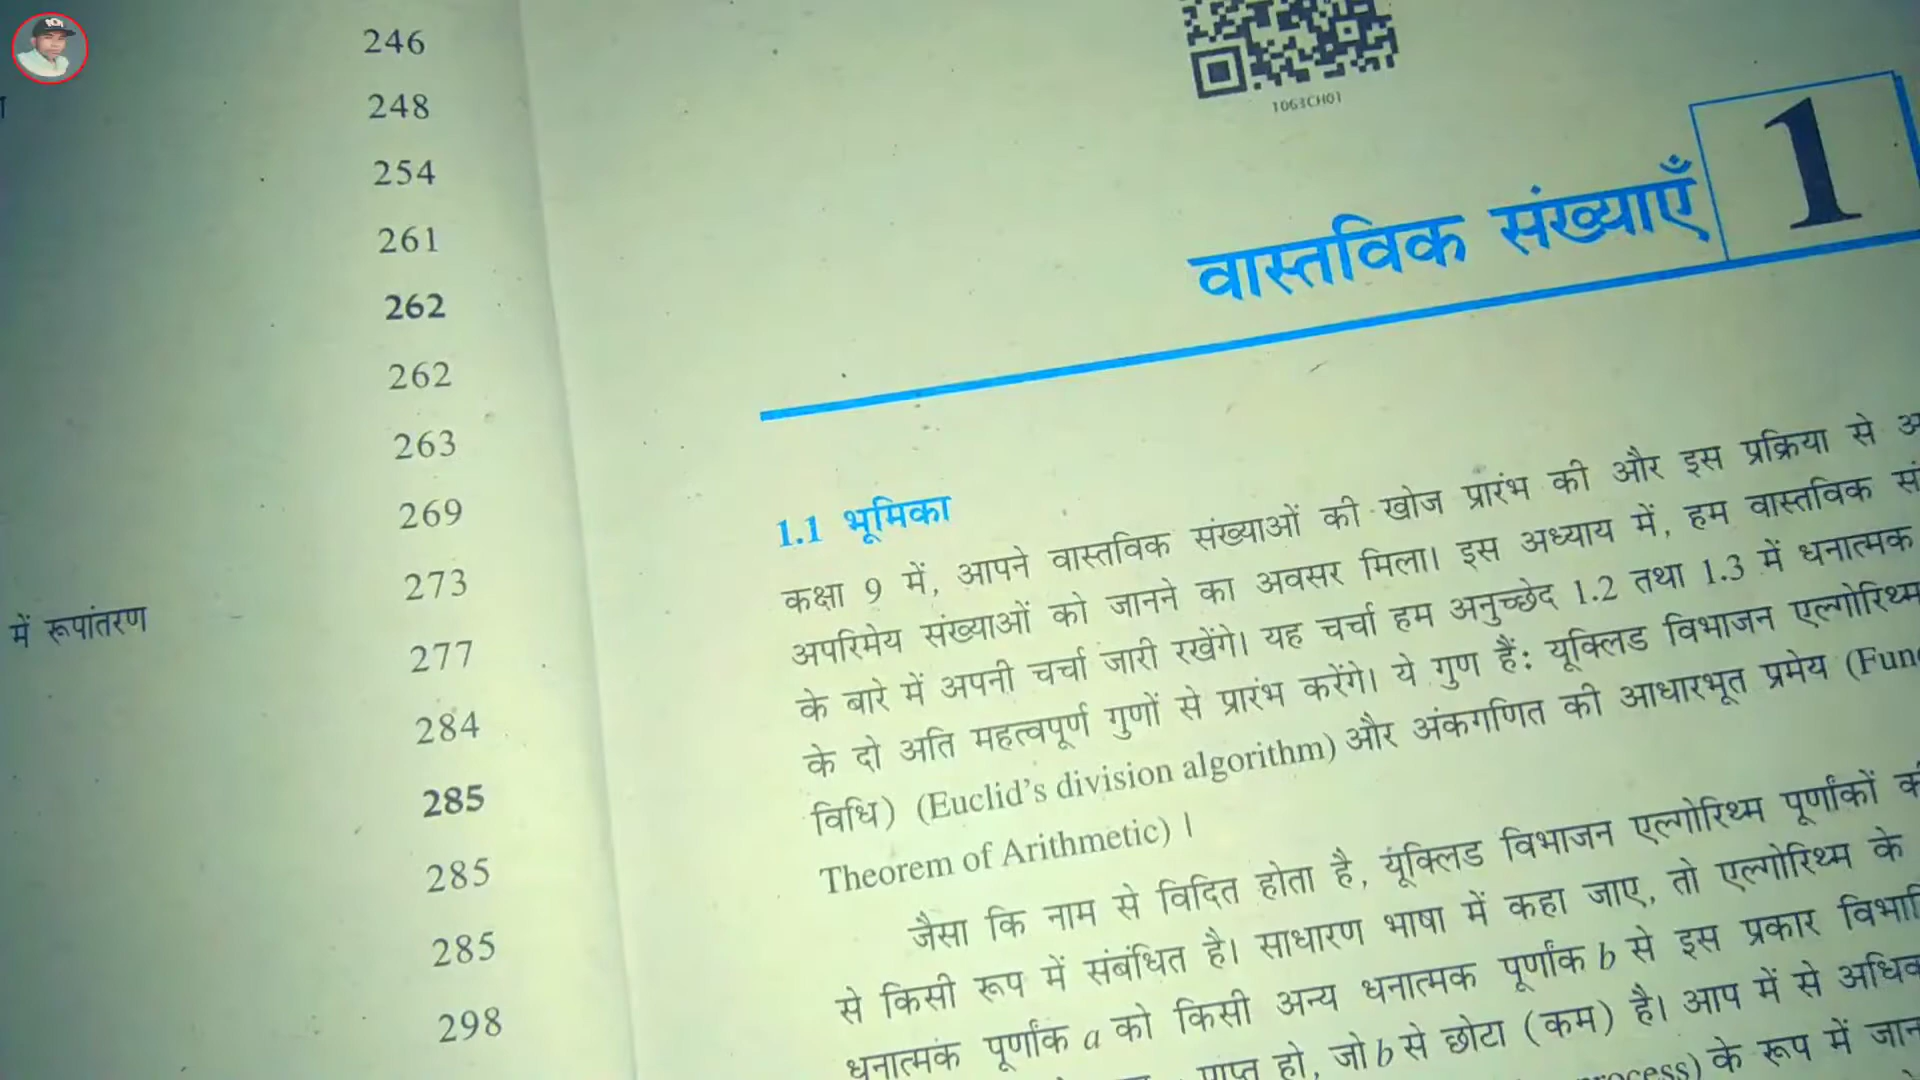 246
248
254
261
262
262
263
269
273
में रूपांतरण
277
284
285
285
285
298
1063CH01
वास्तविक संख्याएँ
1
1.1 भूमिका
कक्षा 9 में, आपने वास्तविक संख्याओं की खोज प्रारंभ की और इस प्रक्रिया से
अपरिमेय संख्याओं को जानने का अवसर मिला। इस अध्याय में, हम वास्तविक
के बारे में अपनी चर्चा जारी रखेंगे। यह चर्चा हम अनुच्छेद 1.2 तथा 1.3 में धनात्मक
के दो अति महत्वपूर्ण गुणों से प्रारंभ करेंगे। ये गुण हैं: यूक्लिड विभाजन एल्गोरिथ्म
विधि) (Euclid’s division algorithm) और अंकगणित की आधारभूत प्रमेय
Theorem of Arithmetic) ।
जैसा कि नाम से विदित होता है, यूक्लिड विभाजन एल्गोरिथ्म पूर्णांकों
से किसी रूप में संबंधित है। साधारण भाषा में कहा जाए, तो एल्गोरिथ्म के
धनात्मक पूर्णांक a को किसी अन्य धनात्मक पूर्णांक b से इस प्रकार
प्राप्त हो, जो b से छोटा (कम) है। आप में से
के रूप में